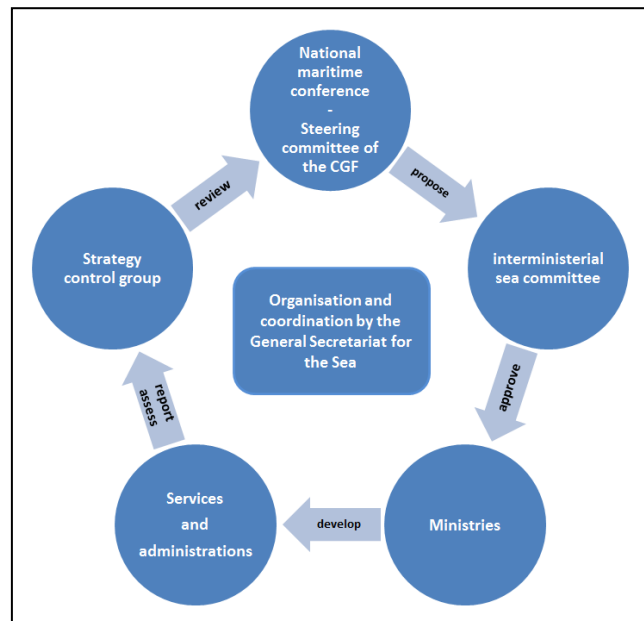 National
maritime
conference
-
Steering
committee of
the CGF
propose
interministerial
sea committee
approve
Ministries
develop
Services
and
administrations
report
assess
Strategy
control group
review
Organisation and
coordination by the
General Secretariat for
the Sea